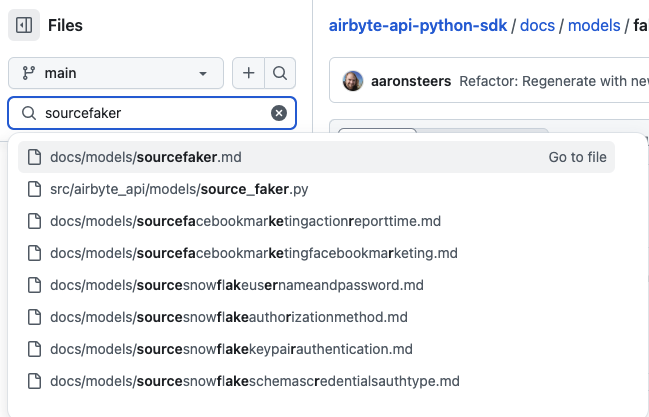 Files
airbyte-api-python-sdk / docs / models /
main
aaronsteers Refactor: Regenerate with
sourcefaker
docs/models/sourcefaker.md Go to file
src/airbyte_api/models/source_faker.py
docs/models/sourcefacebookmarketingactionreporttime.md
docs/models/sourcefacebookmarketingfacebookmarketing.md
docs/models/sourcesnowflakeusernameandpassword.md
docs/models/sourcesnowflakeauthorizationmethod.md
docs/models/sourcesnowflakekeypairauthentication.md
docs/models/sourcesnowflakeschemascredentialsauthtype.md